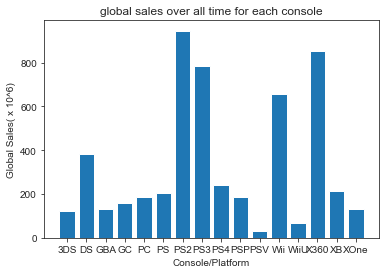 global sales over all time for each console
Global Sales( x 10^6)
800
600
400
200
0
3DS DS GBA GC PC PS PS2 PS3 PS4 PSP PSV Wii WiiU X360 XB XOne
Console/Platform